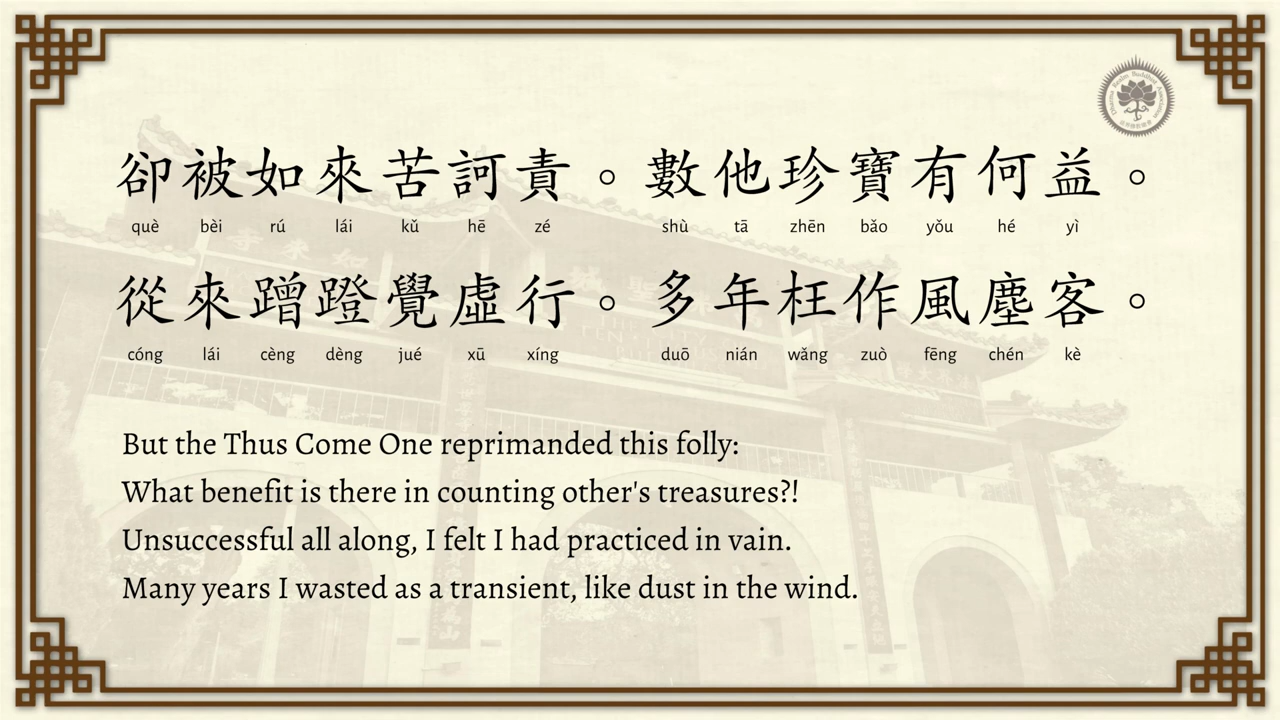 Dharma Realm Buddhist Association
卻被如來苦訶責。數他珍寶有何益。
què bèi rú lái kǔ hē zé shù tā zhēn bǎo yǒu hé yì
從來蹭蹬覺虛行。多年枉作風塵客。
cóng lái cèng dèng jué xū xíng duō nián wǎng zuò fēng chén kè
But the Thus Come One reprimanded this folly:
What benefit is there in counting other's treasures?!
Unsuccessful all along, I felt I had practiced in vain.
Many years I wasted as a transient, like dust in the wind.